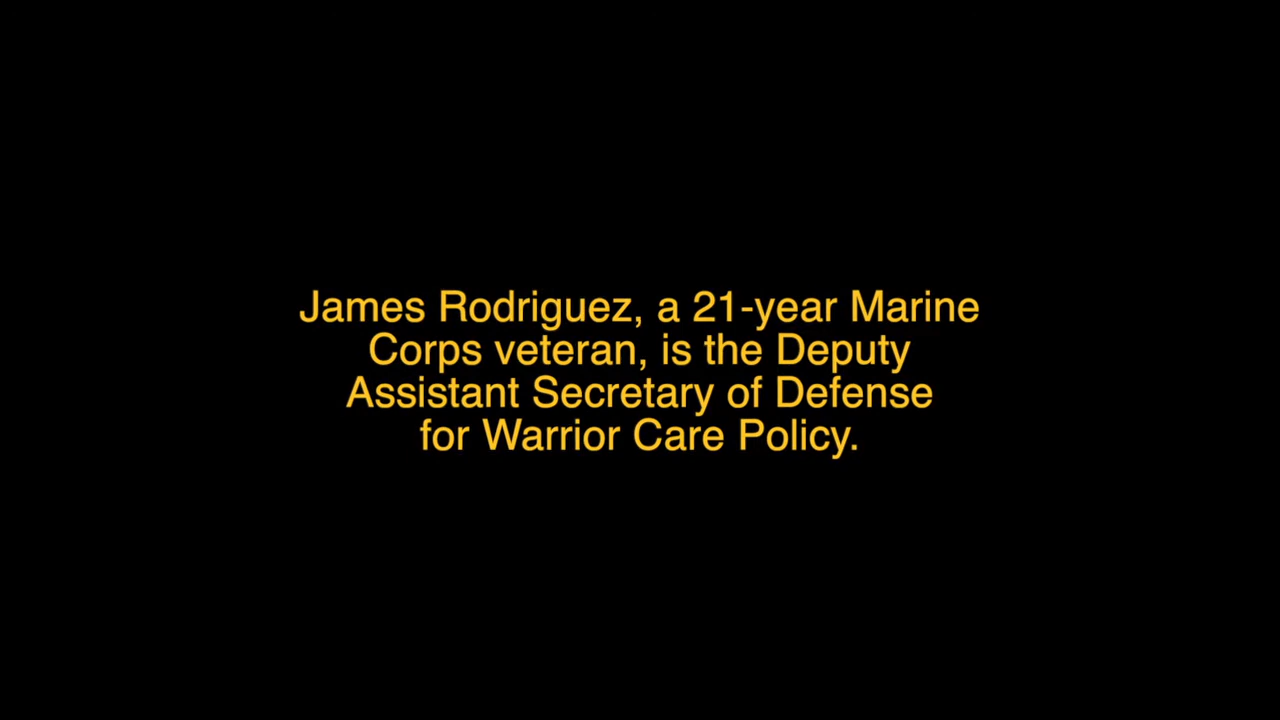 James Rodriguez, a 21-year Marine
Corps veteran, is the Deputy
Assistant Secretary of Defense
for Warrior Care Policy.